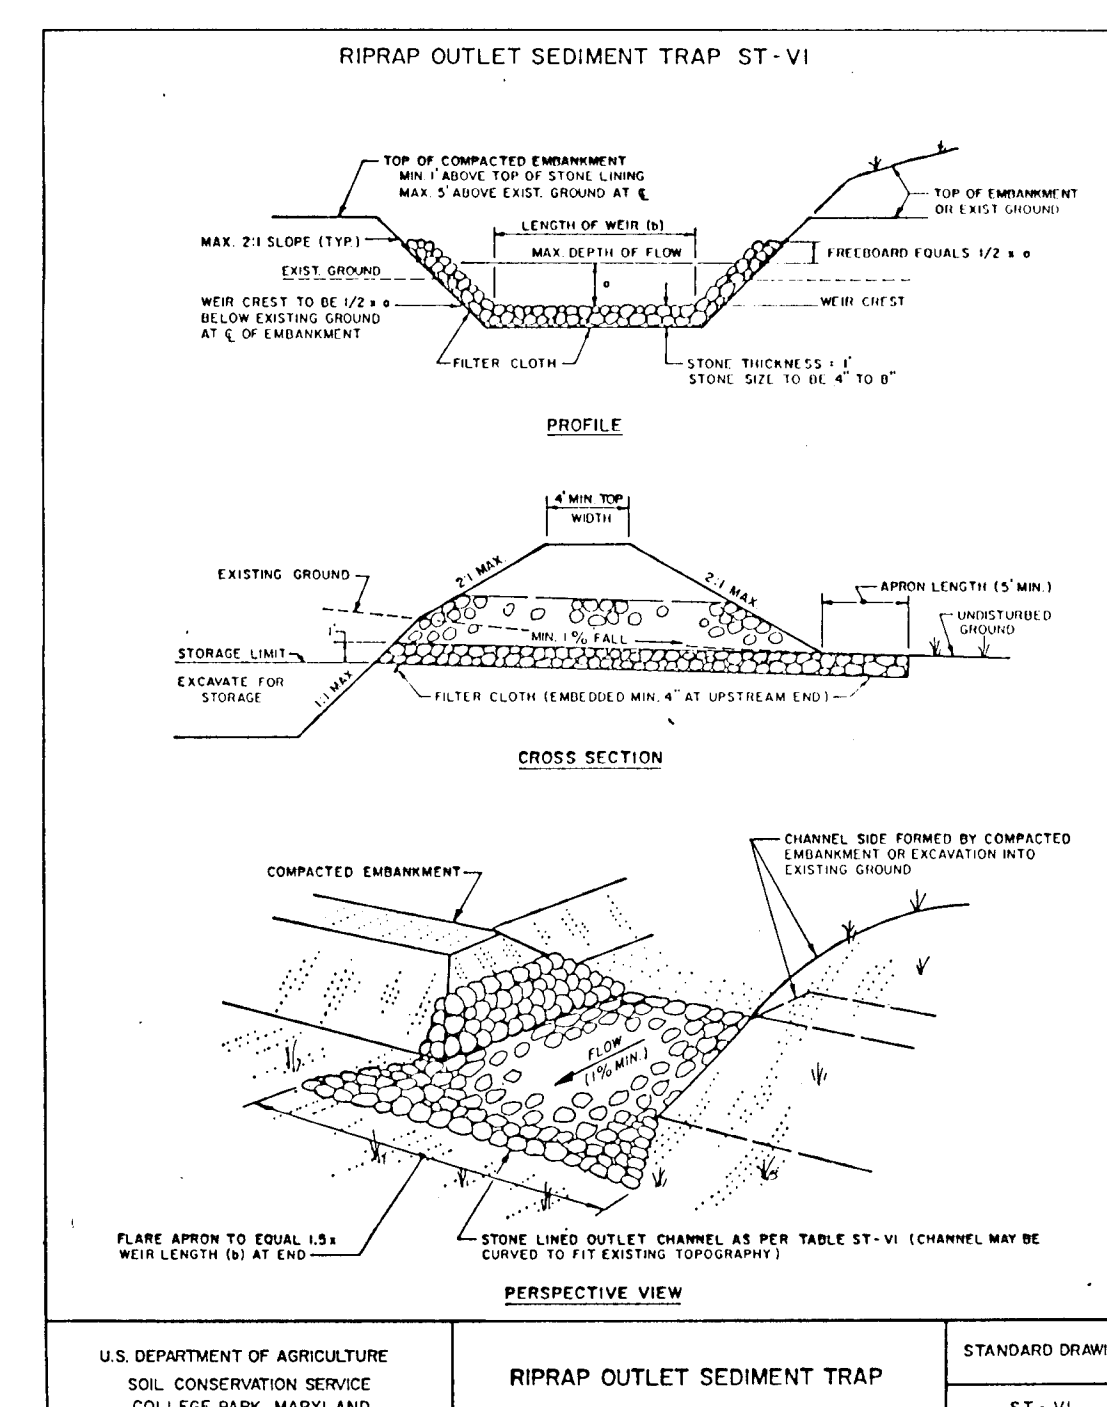 RIPRAP OUTLET SEDIMENT TRAP ST-VI
TOP OF COMPACTED EMBANKMENT
MIN. 1' ABOVE TOP OF STONE LINING
MAX. 5' ABOVE EXIST. GROUND AT ℄
TOP OF EMBANKMENT
OR EXIST GROUND
LENGTH OF WEIR (b)
MAX. 2:1 SLOPE (TYP.)
MAX. DEPTH OF FLOW
FREEBOARD EQUALS 1/2 x a
EXIST. GROUND
a
WEIR CREST TO BE 1/2 x a
BELOW EXISTING GROUND
AT ℄ OF EMBANKMENT
WEIR CREST
FILTER CLOTH
STONE THICKNESS = 1'
STONE SIZE TO BE 4" TO 8"
PROFILE
4' MIN. TOP
WIDTH
EXISTING GROUND
2:1 MAX.
2:1 MAX
APRON LENGTH (5' MIN.)
UNDISTURBED
GROUND
1'
MIN. 1% FALL
STORAGE LIMIT
EXCAVATE FOR
STORAGE
1:1 MAX
FILTER CLOTH (EMBEDDED MIN. 4" AT UPSTREAM END)
CROSS SECTION
CHANNEL SIDE FORMED BY COMPACTED
EMBANKMENT OR EXCAVATION INTO
EXISTING GROUND
COMPACTED EMBANKMENT
FLOW
(1% MIN.)
FLARE APRON TO EQUAL 1.5 x
WEIR LENGTH (b) AT END
STONE LINED OUTLET CHANNEL AS PER TABLE ST-VI (CHANNEL MAY BE
CURVED TO FIT EXISTING TOPOGRAPHY)
PERSPECTIVE VIEW
U.S. DEPARTMENT OF AGRICULTURE
SOIL CONSERVATION SERVICE
COLLEGE PARK, MARYLAND
RIPRAP OUTLET SEDIMENT TRAP
STANDARD DRAWI
ST-VI